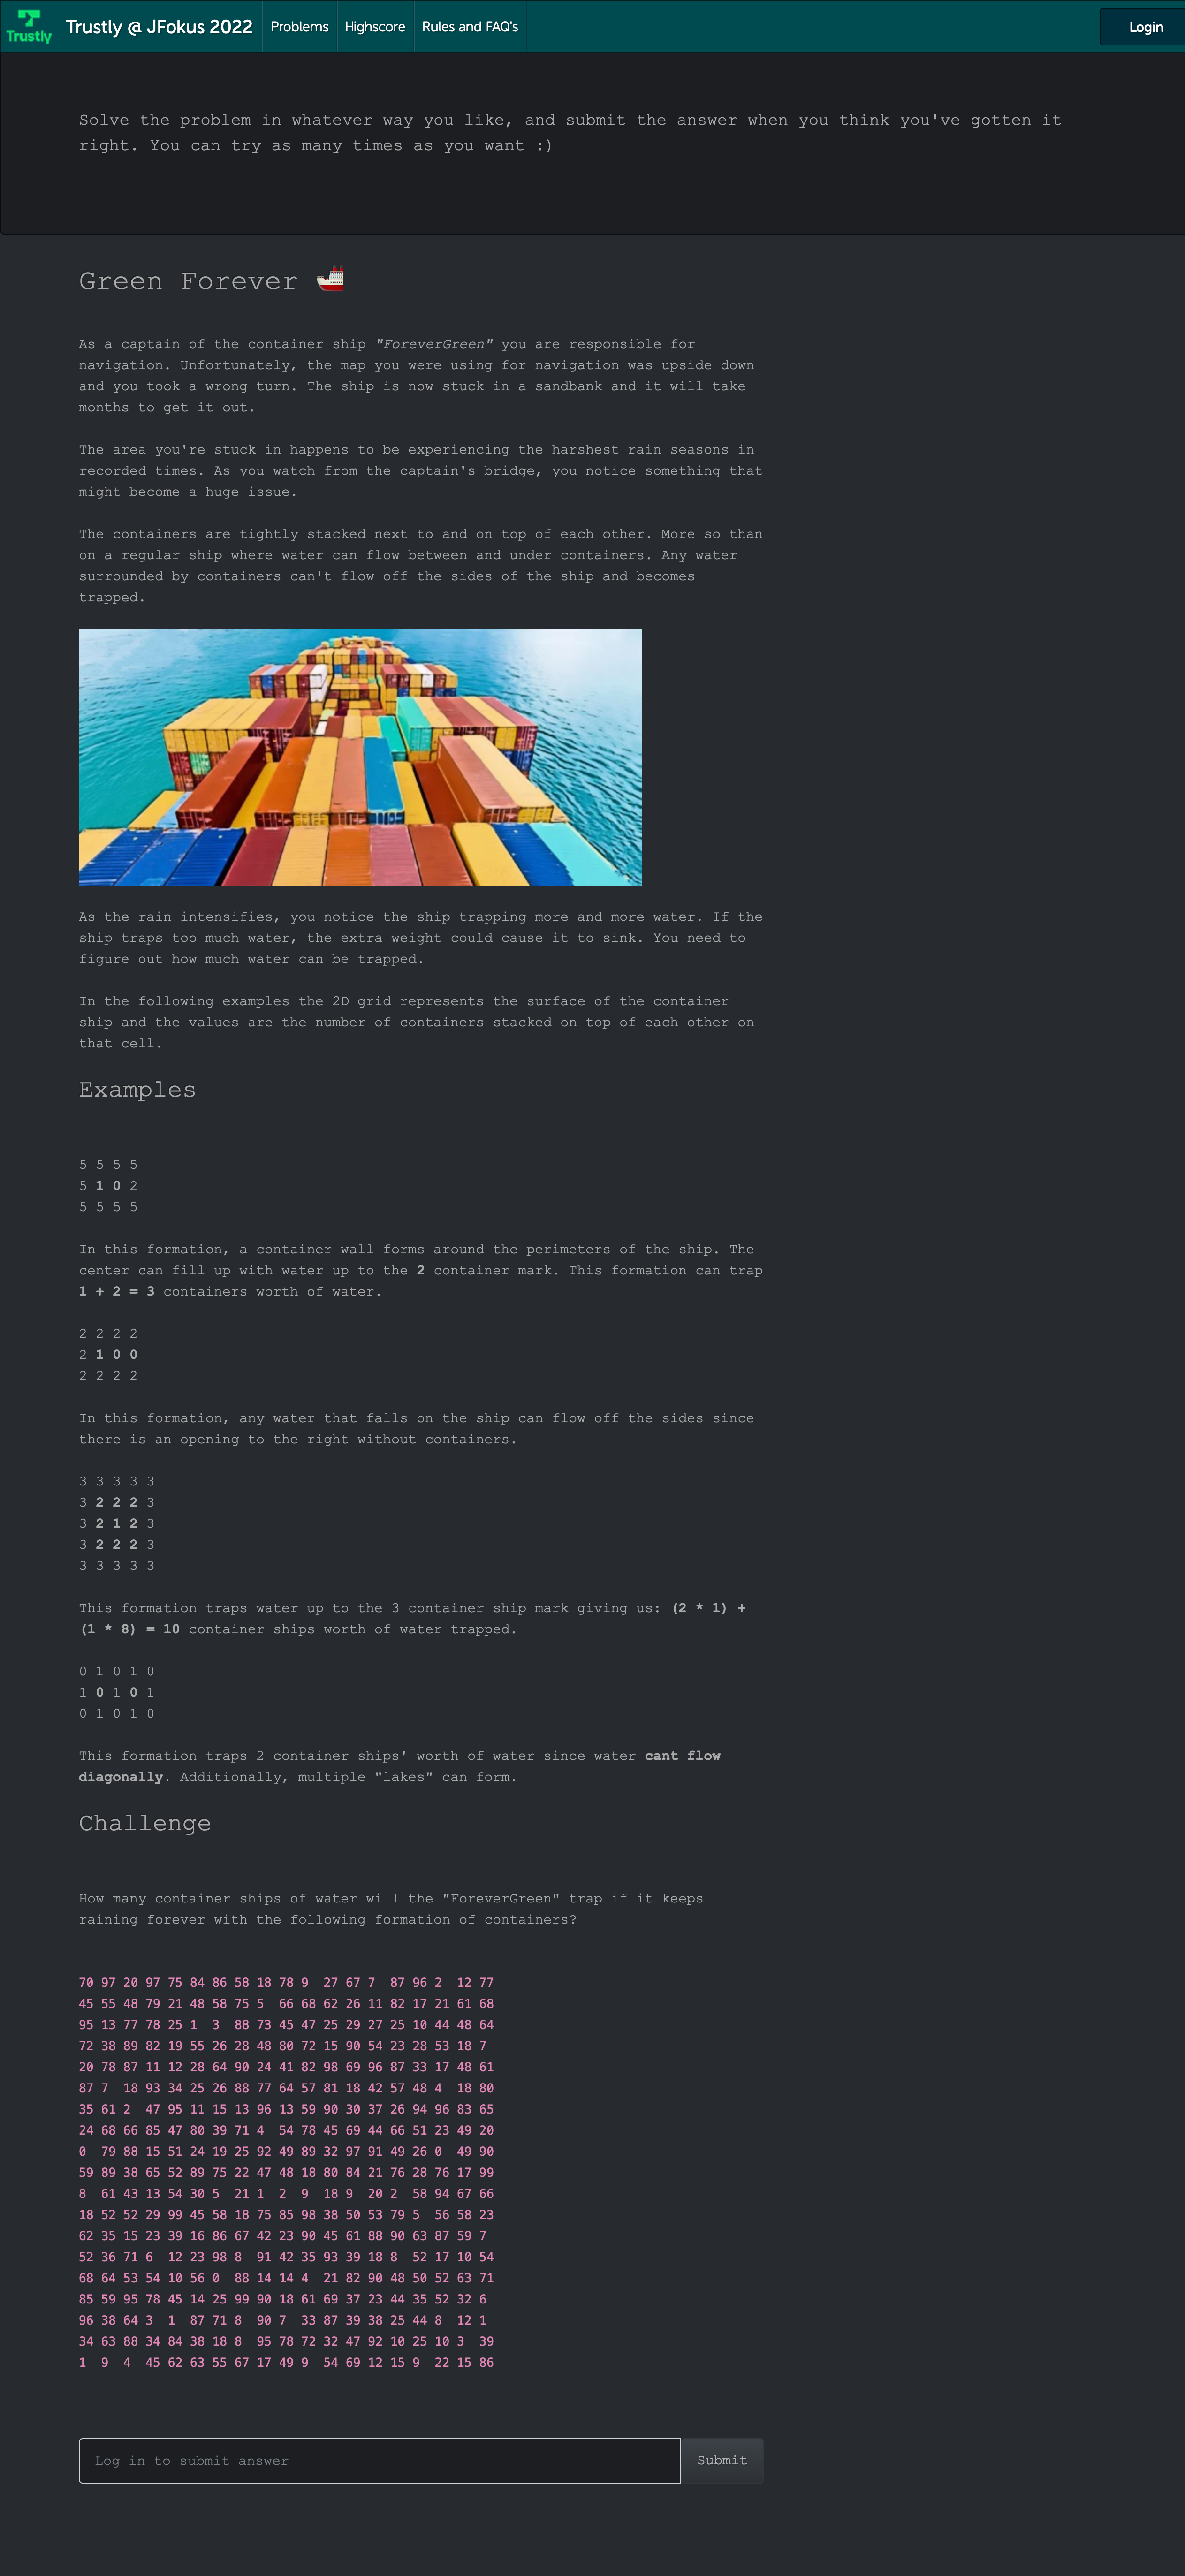 Trustly
Trustly @ JFokus 2022
Problems
Highscore
Rules and FAQ's
Login
Solve the problem in whatever way you like, and submit the answer when you think you've gotten it
right. You can try as many times as you want :)
Green Forever
As a captain of the container ship "ForeverGreen" you are responsible for
navigation. Unfortunately, the map you were using for navigation was upside down
and you took a wrong turn. The ship is now stuck in a sandbank and it will take
months to get it out.
The area you're stuck in happens to be experiencing the harshest rain seasons in
recorded times. As you watch from the captain's bridge, you notice something that
might become a huge issue.
The containers are tightly stacked next to and on top of each other. More so than
on a regular ship where water can flow between and under containers. Any water
surrounded by containers can't flow off the sides of the ship and becomes
trapped.
As the rain intensifies, you notice the ship trapping more and more water. If the
ship traps too much water, the extra weight could cause it to sink. You need to
figure out how much water can be trapped.
In the following examples the 2D grid represents the surface of the container
ship and the values are the number of containers stacked on top of each other on
that cell.
Examples
5 5 5 5
5 1 0 2
5 5 5 5
In this formation, a container wall forms around the perimeters of the ship. The
center can fill up with water up to the 2 container mark. This formation can trap
1 + 2 = 3 containers worth of water.
2 2 2 2
2 1 0 0
2 2 2 2
In this formation, any water that falls on the ship can flow off the sides since
there is an opening to the right without containers.
3 3 3 3 3
3 2 2 2 3
3 2 1 2 3
3 2 2 2 3
3 3 3 3 3
This formation traps water up to the 3 container ship mark giving us: (2 * 1) +
(1 * 8) = 10 container ships worth of water trapped.
0 1 0 1 0
1 0 1 0 1
0 1 0 1 0
This formation traps 2 container ships' worth of water since water cant flow
diagonally. Additionally, multiple "lakes" can form.
Challenge
How many container ships of water will the "ForeverGreen" trap if it keeps
raining forever with the following formation of containers?
70 97 20 97 75 84 86 58 18 78 9  27 67 7  87 96 2  12 77
45 55 48 79 21 48 58 75 5  66 68 62 26 11 82 17 21 61 68
95 13 77 78 25 1  3  88 73 45 47 25 29 27 25 10 44 48 64
72 38 89 82 19 55 26 28 48 80 72 15 90 54 23 28 53 18 7
20 78 87 11 12 28 64 90 24 41 82 98 69 96 87 33 17 48 61
87 7  18 93 34 25 26 88 77 64 57 81 18 42 57 48 4  18 80
35 61 2  47 95 11 15 13 96 13 59 90 30 37 26 94 96 83 65
24 68 66 85 47 80 39 71 4  54 78 45 69 44 66 51 23 49 20
0  79 88 15 51 24 19 25 92 49 89 32 97 91 49 26 0  49 90
59 89 38 65 52 89 75 22 47 48 18 80 84 21 76 28 76 17 99
8  61 43 13 54 30 5  21 1  2  9  18 9  20 2  58 94 67 66
18 52 52 29 99 45 58 18 75 85 98 38 50 53 79 5  56 58 23
62 35 15 23 39 16 86 67 42 23 90 45 61 88 90 63 87 59 7
52 36 71 6  12 23 98 8  91 42 35 93 39 18 8  52 17 10 54
68 64 53 54 10 56 0  88 14 14 4  21 82 90 48 50 52 63 71
85 59 95 78 45 14 25 99 90 18 61 69 37 23 44 35 52 32 6
96 38 64 3  1  87 71 8  90 7  33 87 39 38 25 44 8  12 1
34 63 88 34 84 38 18 8  95 78 72 32 47 92 10 25 10 3  39
1  9  4  45 62 63 55 67 17 49 9  54 69 12 15 9  22 15 86
Log in to submit answer
Submit